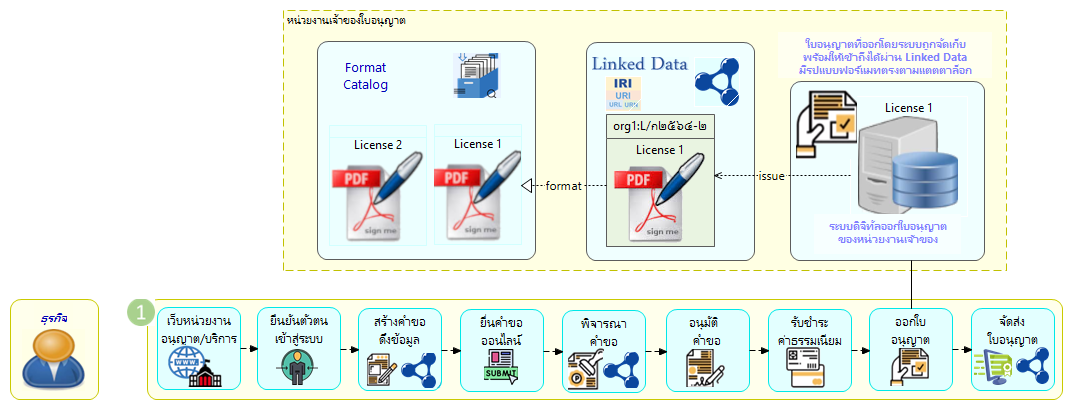 หน่วยงานเจ้าของใบอนุญาต
Format
Catalog
License 2
PDF
sign me
License 1
PDF
sign me
format
Linked Data
IRI
URI
URL URN
org1:L/ก๒๕๖๔-๒
License 1
PDF
sign me
issue
ใบอนุญาตที่ออกโดยระบบถูกจัดเก็บ
พร้อมให้เข้าถึงได้ผ่าน Linked Data
มีรูปแบบฟอร์แมทตรงตามแตตตาล็อก
License 1
ระบบดิจิทัลออกใบอนุญาต
ของหน่วยงานเจ้าของ
ธุรกิจ
1
เว็บหน่วยงาน
อนุญาต/บริการ
WWW
ยืนยันตัวตน
เข้าสู่ระบบ
สร้างคำขอ
ดึงข้อมูล
ยื่นคำขอ
ออนไลน์
SUBMIT
พิจารณา
คำขอ
อนุมัติ
คำขอ
รับชำระ
ค่าธรรมเนียม
ออกใบ
อนุญาต
จัดส่ง
ใบอนุญาต